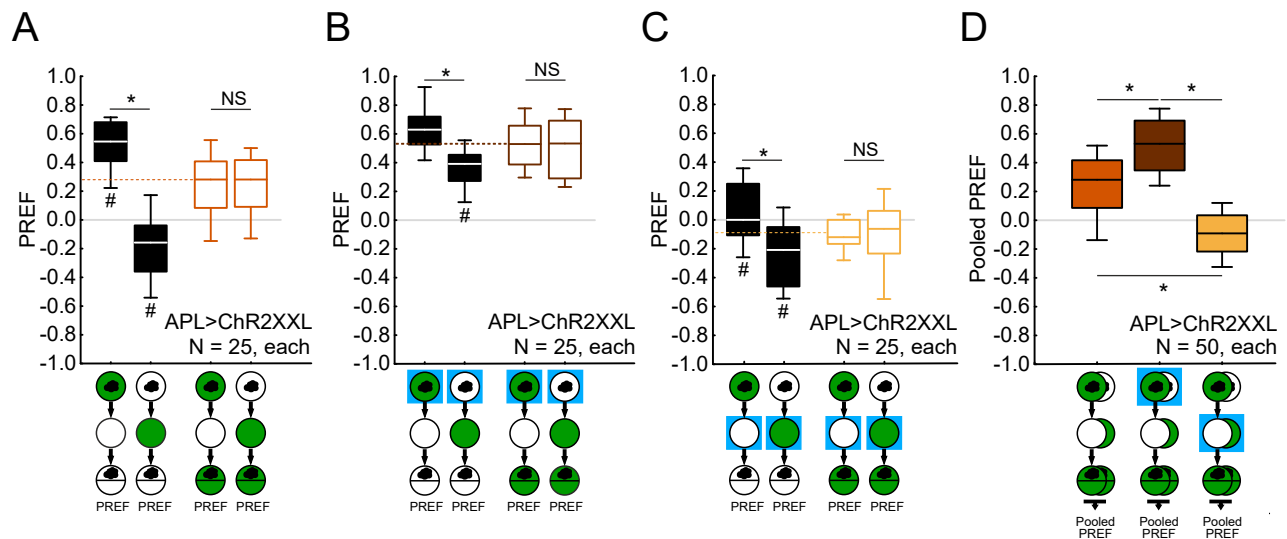 A
B
C
D
PREF
1.0
0.8
0.6
0.4
0.2
0.0
-0.2
-0.4
-0.6
-0.8
-1.0
*
NS
#
#
APL>ChR2XXL
N = 25, each
PREF PREF PREF PREF
PREF
1.0
0.8
0.6
0.4
0.2
0.0
-0.2
-0.4
-0.6
-0.8
-1.0
*
NS
#
APL>ChR2XXL
N = 25, each
PREF PREF PREF PREF
PREF
1.0
0.8
0.6
0.4
0.2
0.0
-0.2
-0.4
-0.6
-0.8
-1.0
*
NS
#
#
APL>ChR2XXL
N = 25, each
PREF PREF PREF PREF
Pooled PREF
1.0
0.8
0.6
0.4
0.2
0.0
-0.2
-0.4
-0.6
-0.8
-1.0
* *
*
APL>ChR2XXL
N = 50, each
Pooled Pooled Pooled
PREF PREF PREF